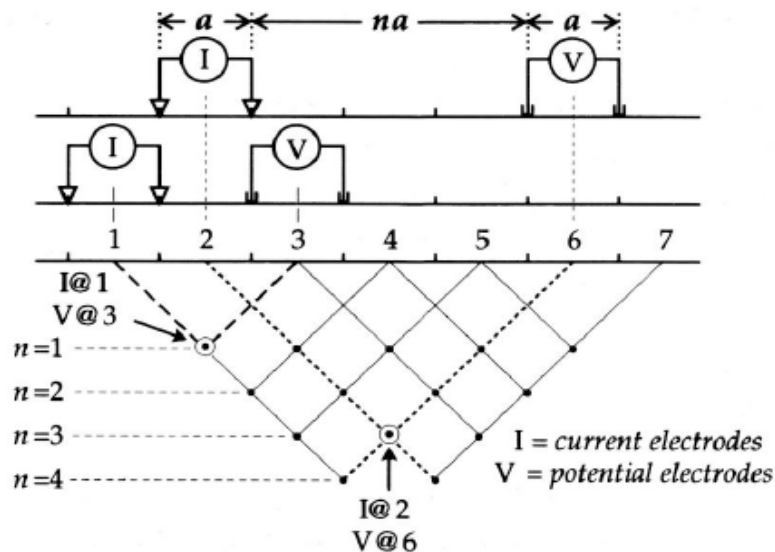 a na a
I V
I V
1 2 3 4 5 6 7
I@1
V@3
n=1
n=2
n=3
n=4
I = current electrodes
V = potential electrodes
I@2
V@6